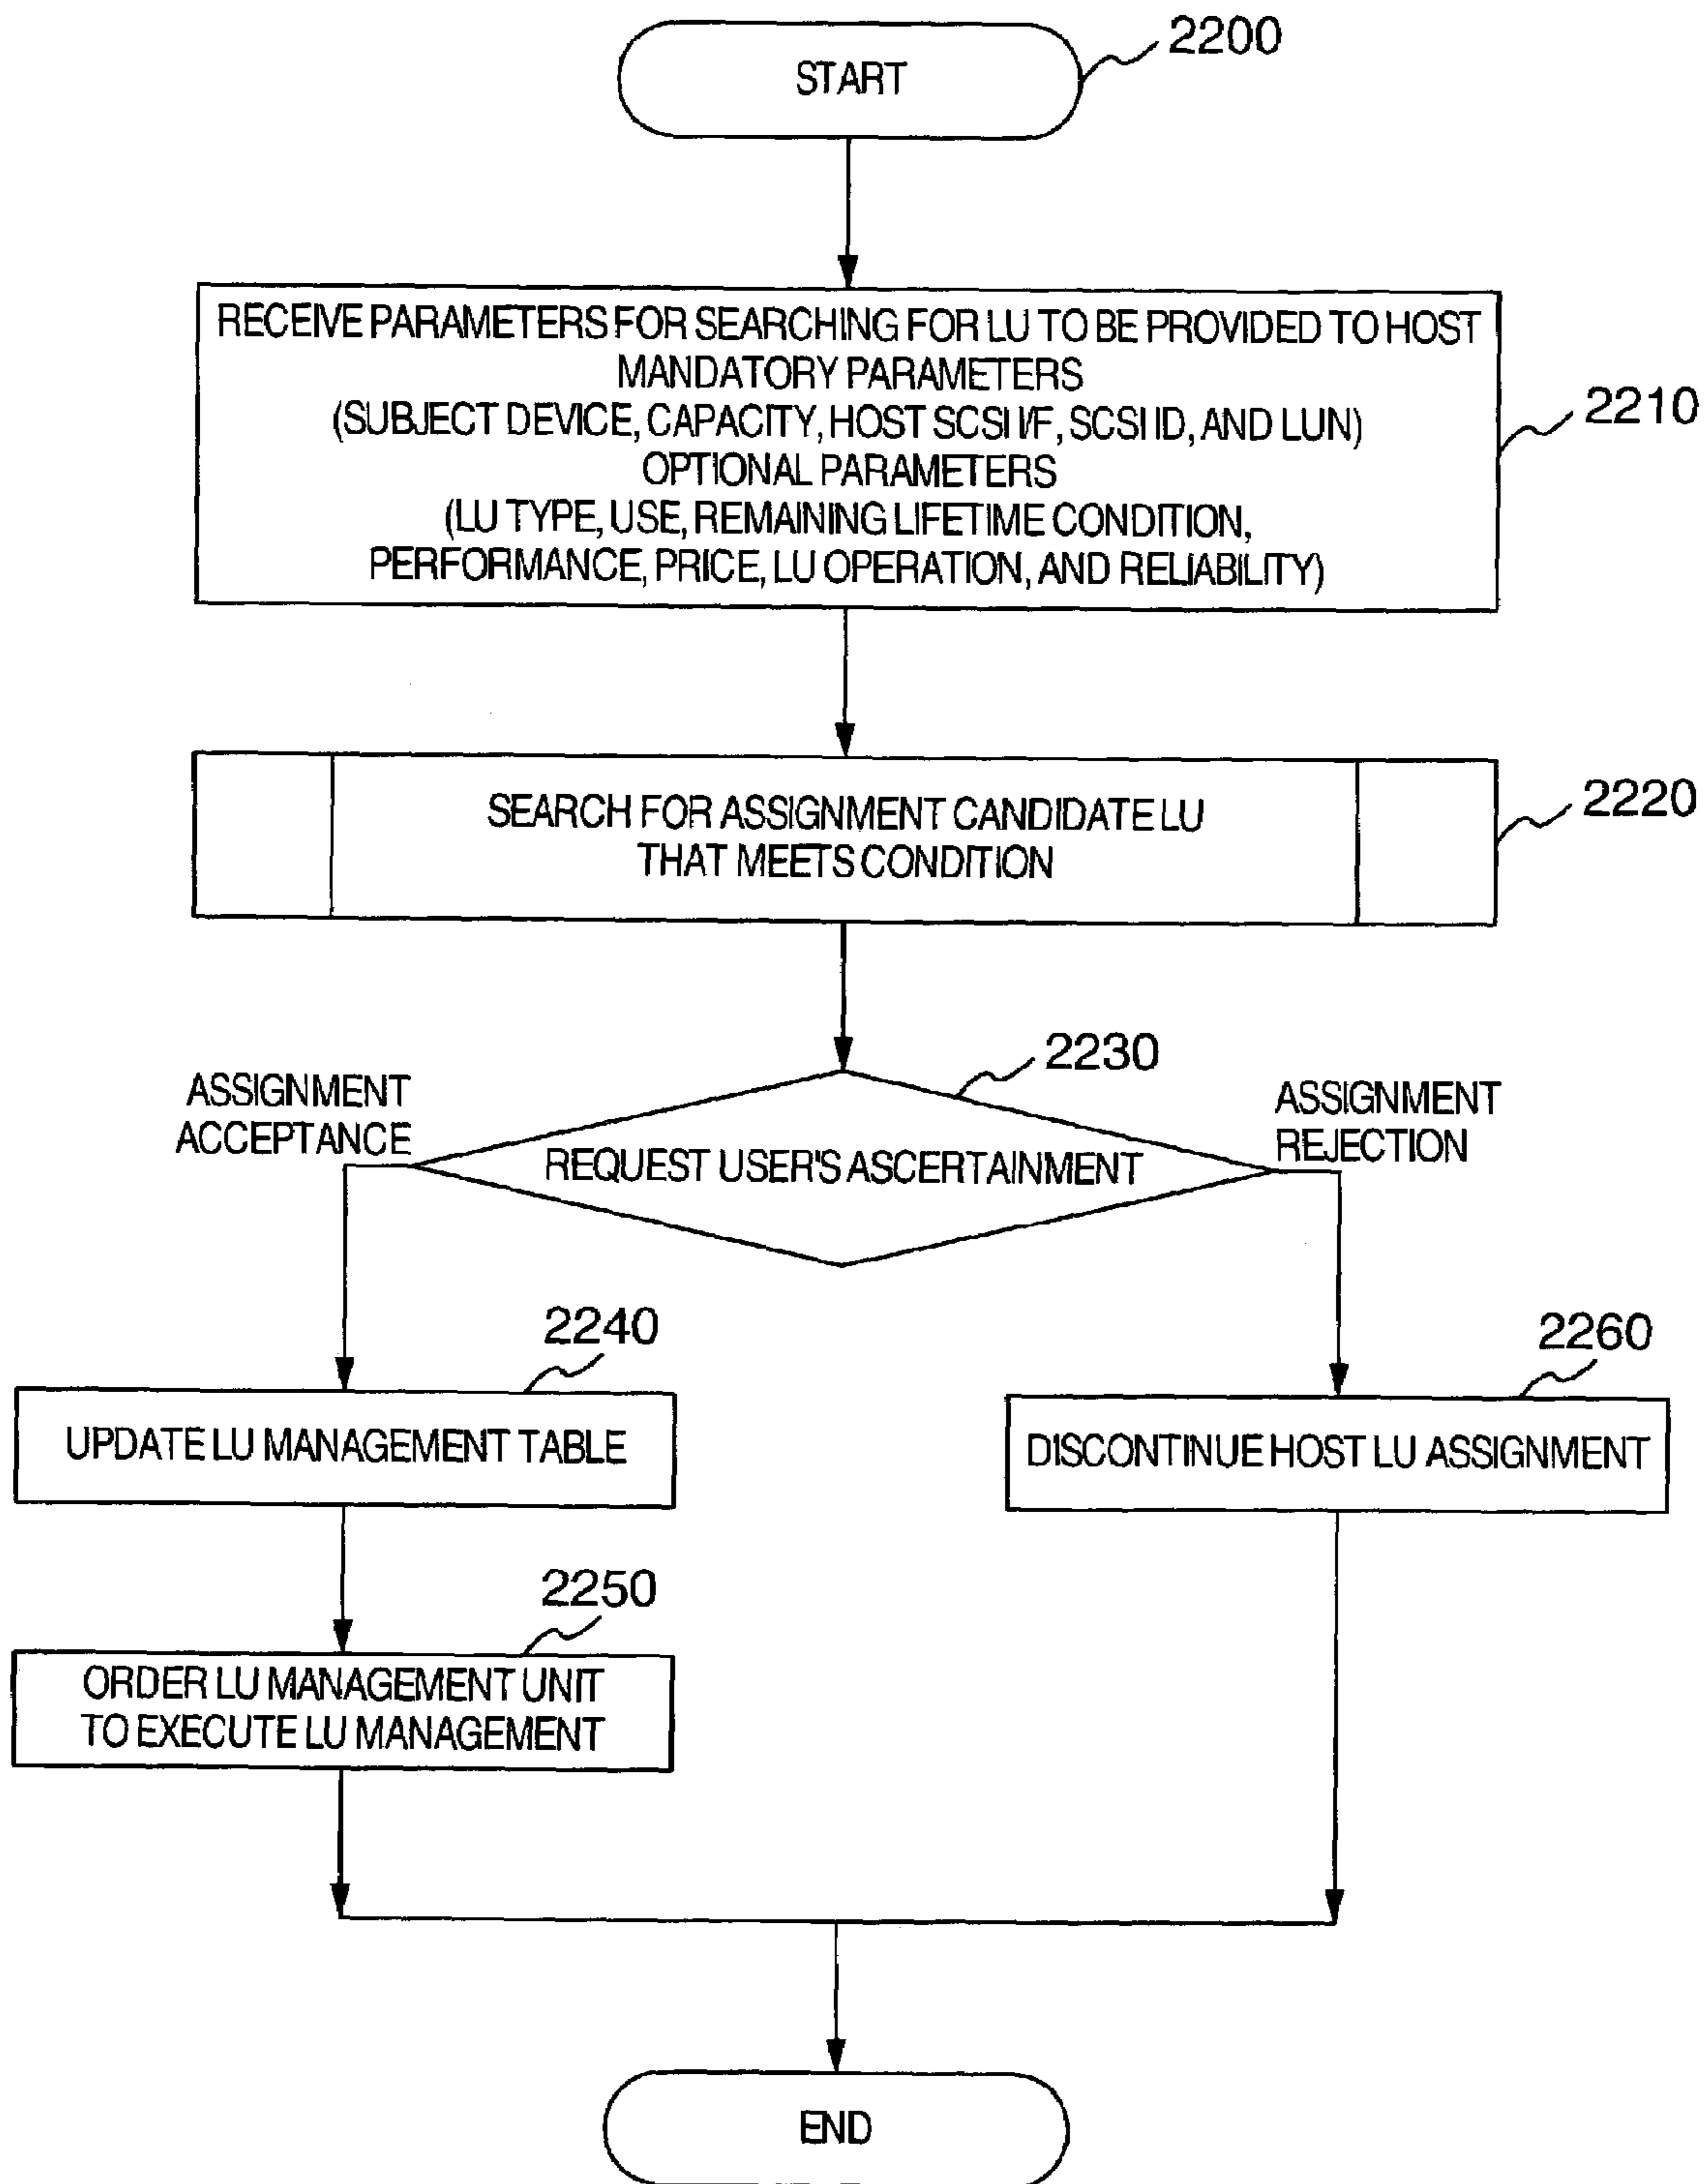 2200
START
RECEIVE PARAMETERS FOR SEARCHING FOR LU TO BE PROVIDED TO HOST
MANDATORY PARAMETERS
(SUBJECT DEVICE, CAPACITY, HOST SCSI I/F, SCSI ID, AND LUN)
OPTIONAL PARAMETERS
(LU TYPE, USE, REMAINING LIFETIME CONDITION,
PERFORMANCE, PRICE, LU OPERATION, AND RELIABILITY)
2210
SEARCH FOR ASSIGNMENT CANDIDATE LU
THAT MEETS CONDITION
2220
2230
ASSIGNMENT
ACCEPTANCE
REQUEST USER'S ASCERTAINMENT
ASSIGNMENT
REJECTION
2240
UPDATE LU MANAGEMENT TABLE
2260
DISCONTINUE HOST LU ASSIGNMENT
2250
ORDER LU MANAGEMENT UNIT
TO EXECUTE LU MANAGEMENT
END